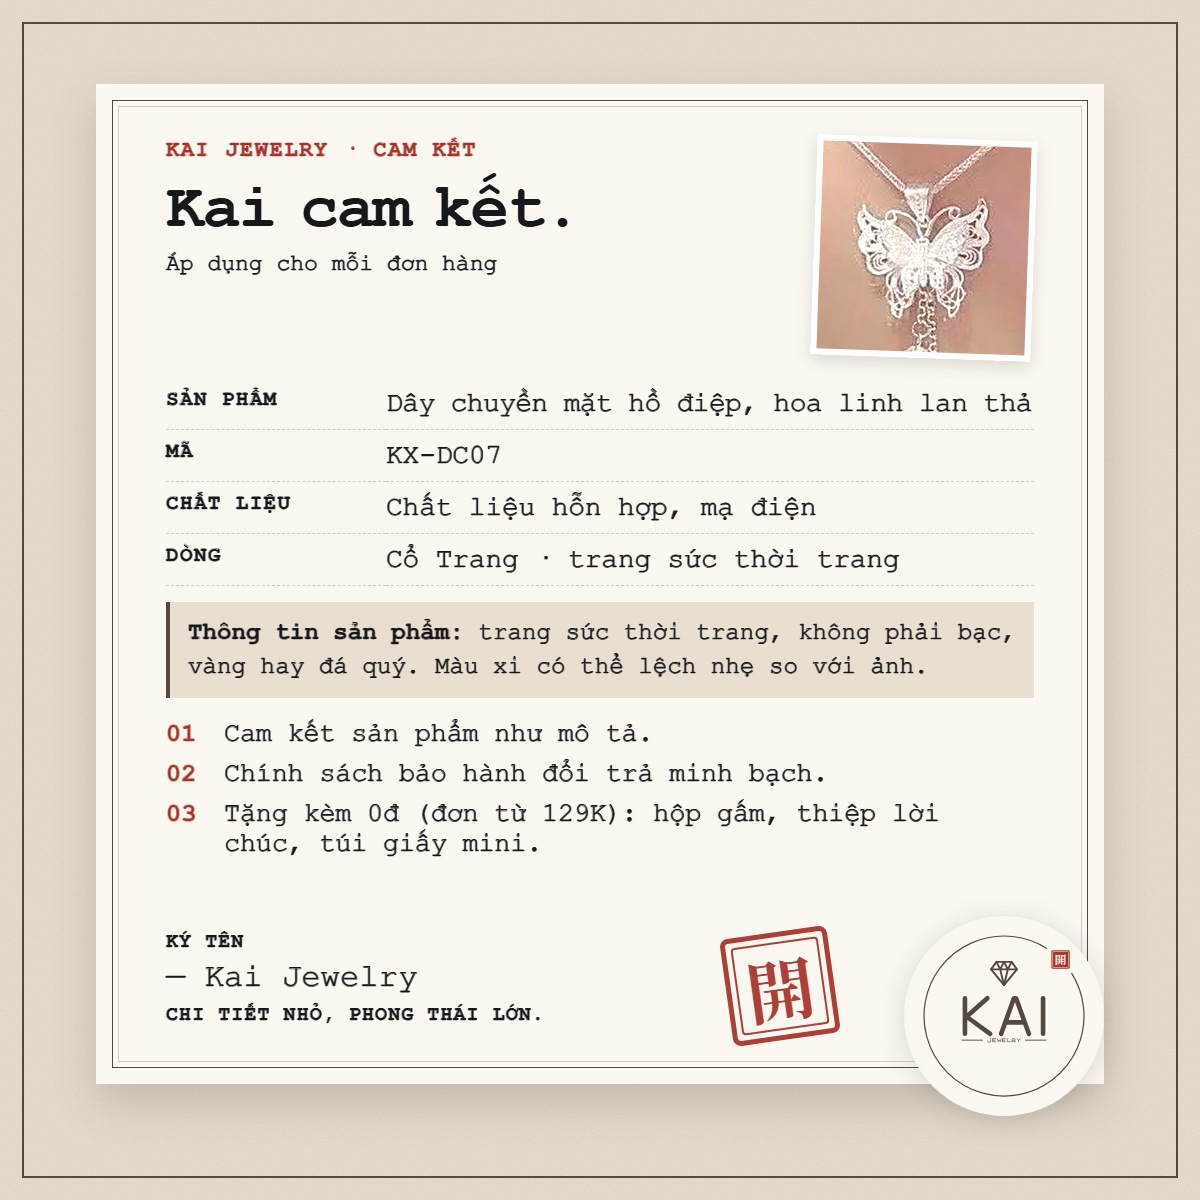 KAI JEWELRY · CAM KẾT
Kai cam kết.
Áp dụng cho mỗi đơn hàng
SẢN PHẨM Dây chuyền mặt hồ điệp, hoa linh lan thả
MÃ KX-DC07
CHẤT LIỆU Chất liệu hỗn hợp, mạ điện
DÒNG Cổ Trang · trang sức thời trang
Thông tin sản phẩm: trang sức thời trang, không phải bạc,
vàng hay đá quý. Màu xi có thể lệch nhẹ so với ảnh.
01 Cam kết sản phẩm như mô tả.
02 Chính sách bảo hành đổi trả minh bạch.
03 Tặng kèm 0đ (đơn từ 129K): hộp gấm, thiệp lời
chúc, túi giấy mini.
KÝ TÊN
— Kai Jewelry
CHI TIẾT NHỎ, PHONG THÁI LỚN.
開
開
KAI
JEWELRY